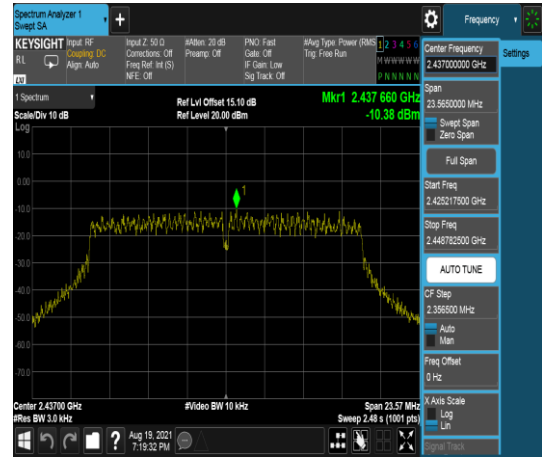 Spectrum Analyzer 1
Swept SA
+
Frequency
KEYSIGHT
RL
LXI
Input: RF
Coupling: DC
Align: Auto
Input Z: 50 Ω
Corrections: Off
Freq Ref: Int (S)
NFE: Off
#Atten: 20 dB
Preamp: Off
PNO: Fast
Gate: Off
IF Gain: Low
Sig Track: Off
#Avg Type: Power (RMS
Trig: Free Run
1 2 3 4 5 6
M W W W W W
P N N N N N
1 Spectrum
Scale/Div 10 dB
Log
Ref Lvl Offset 15.10 dB
Ref Level 20.00 dBm
Mkr1 2.437 660 GHz
-10.38 dBm
10.0
0.00
-10.0
-20.0
-30.0
-40.0
-50.0
-60.0
-70.0
1
Center 2.43700 GHz
#Res BW 3.0 kHz
#Video BW 10 kHz
Span 23.57 MHz
Sweep 2.48 s (1001 pts)
?
Aug 19, 2021
7:19:32 PM
Center Frequency
2.437000000 GHz
Settings
Span
23.5650000 MHz
Swept Span
Zero Span
Full Span
Start Freq
2.425217500 GHz
Stop Freq
2.448782500 GHz
AUTO TUNE
CF Step
2.356500 MHz
Auto
Man
Freq Offset
0 Hz
X Axis Scale
Log
Lin
Signal Track